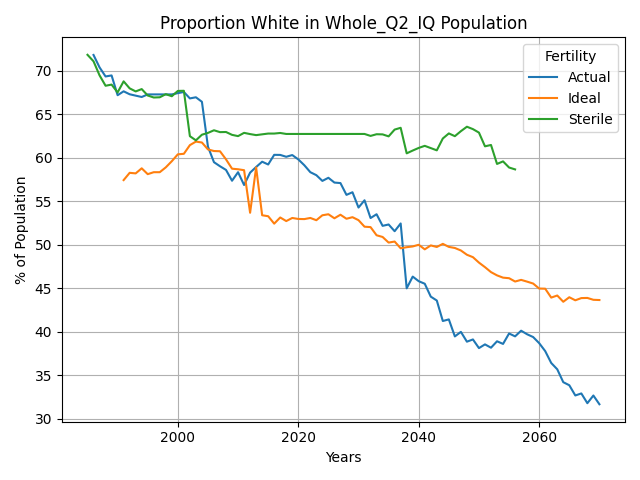 Proportion White in Whole_Q2_IQ Population
Fertility
Actual
Ideal
Sterile
% of Population
70
65
60
55
50
45
40
35
30
2000
2020
2040
2060
Years